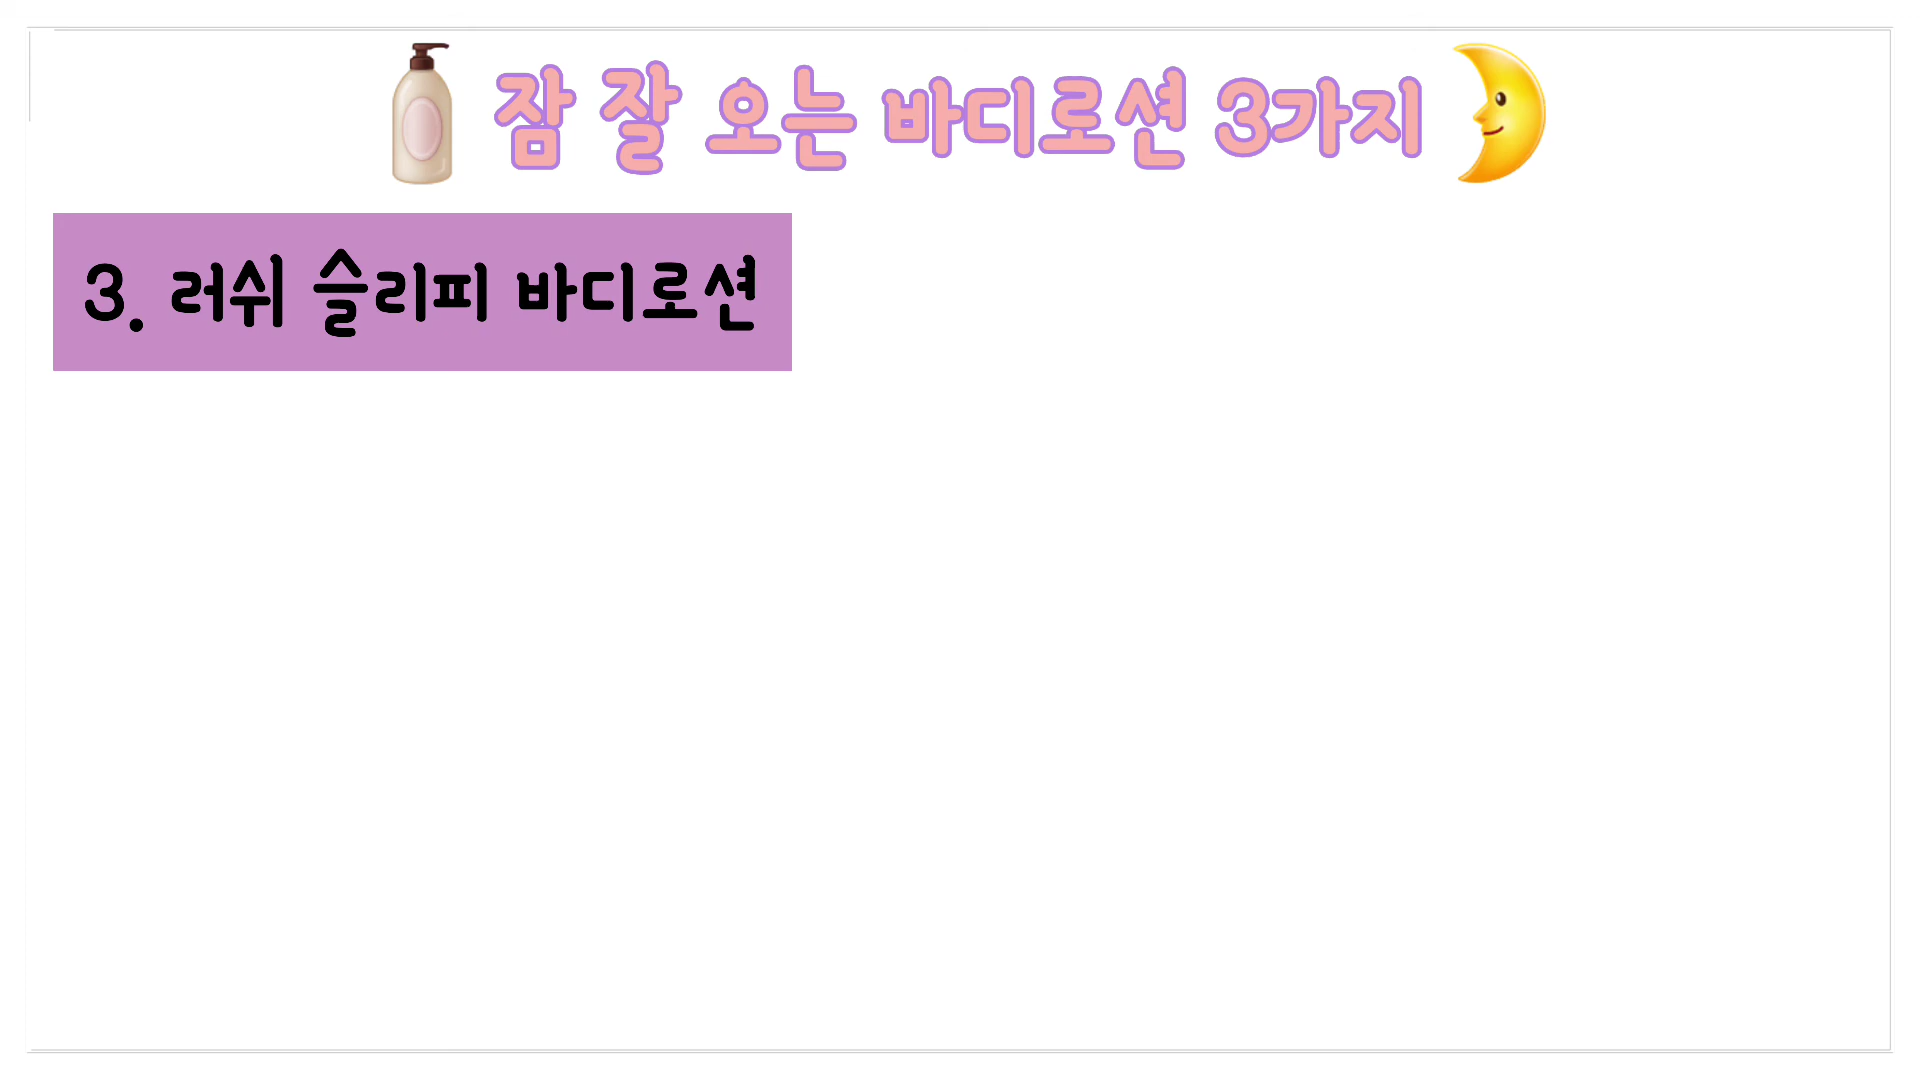 잠 잘 오는 바디로션 3가지
3. 러쉬 슬리피 바디로션